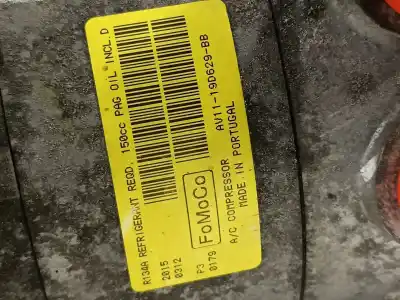 R134A REFRIGERANT REQD. 150cc PAG OIL INCL.D
AV11-19D629-BB
2015
0312
P3
0179
FoMoCo
A/C COMPRESSOR
MADE IN PORTUGAL